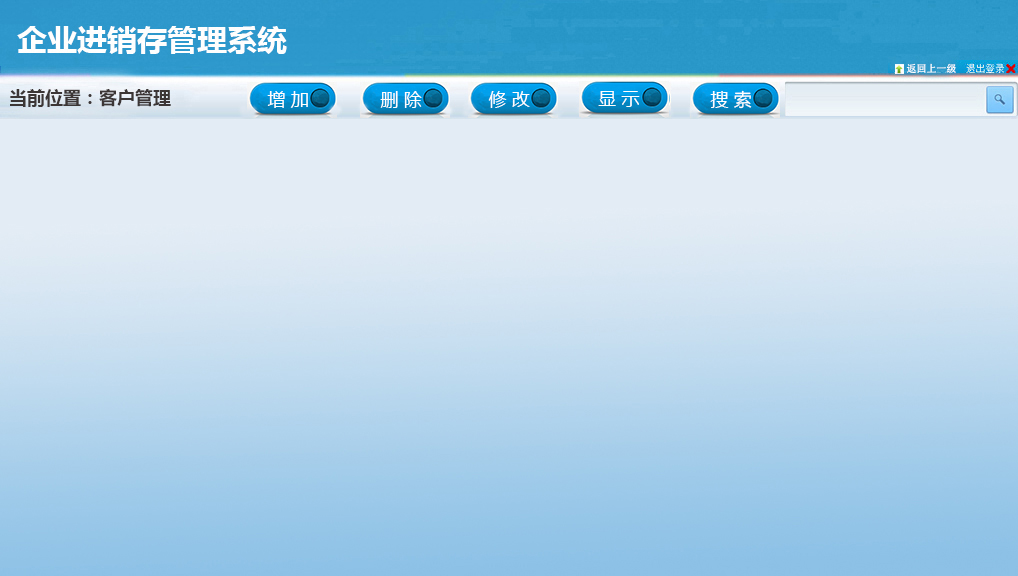 企业进销存管理系统
返回上一级 退出登录
当前位置：客户管理 增加 删除 修改 显示 搜索